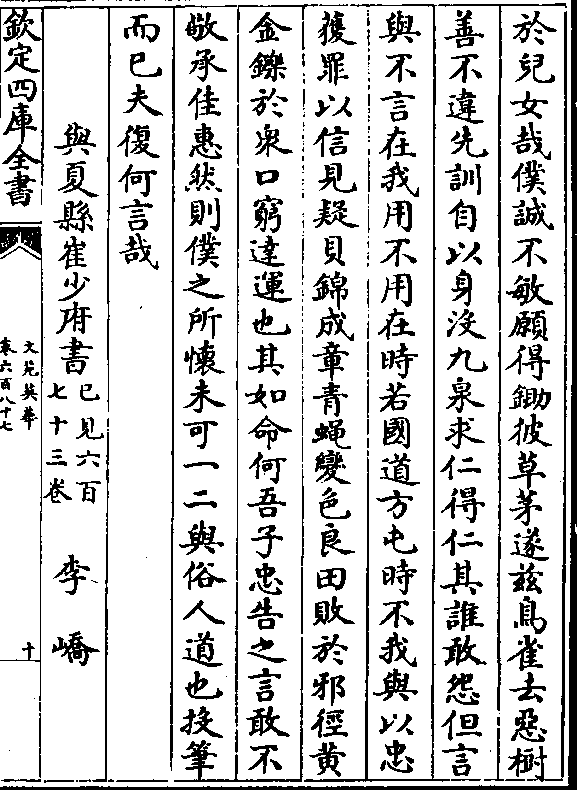 於兒女哉僕誠不敏願得鋤彼草茅遂兹鳥雀去惡樹
善不違先訓自以身沒九泉求仁得仁其誰敢怨但言
與不言在我用不用在時若國道方屯時不我與以忠
獲罪以信見疑貝錦成章青蠅變色良田敗於邪徑黄
金鑠於衆口窮達運也其如命何吾子忠告之言敢不
敬承佳惠然則僕之所懷未可一二與俗人道也投筆
而已夫復何言哉
與夏縣崔少府書 已見六百七十三卷 李嶠
欽定四庫全書
文苑英華
卷六百八十七
十